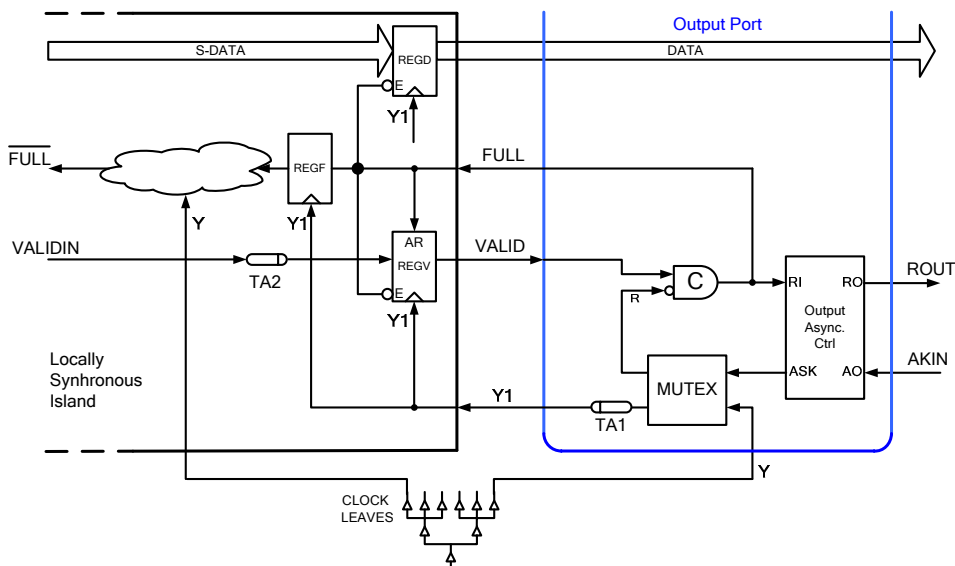 Output Port
S-DATA
REGD
DATA
E
Y1
FULL
REGF
FULL
Y
Y1
AR
VALIDIN
REGV
VALID
TA2
E
Y1
C
R
RI
RO
ROUT
Output
Async.
Ctrl
Locally
Synhronous
Island
MUTEX
ASK
AO
AKIN
Y1
TA1
Y
CLOCK
LEAVES